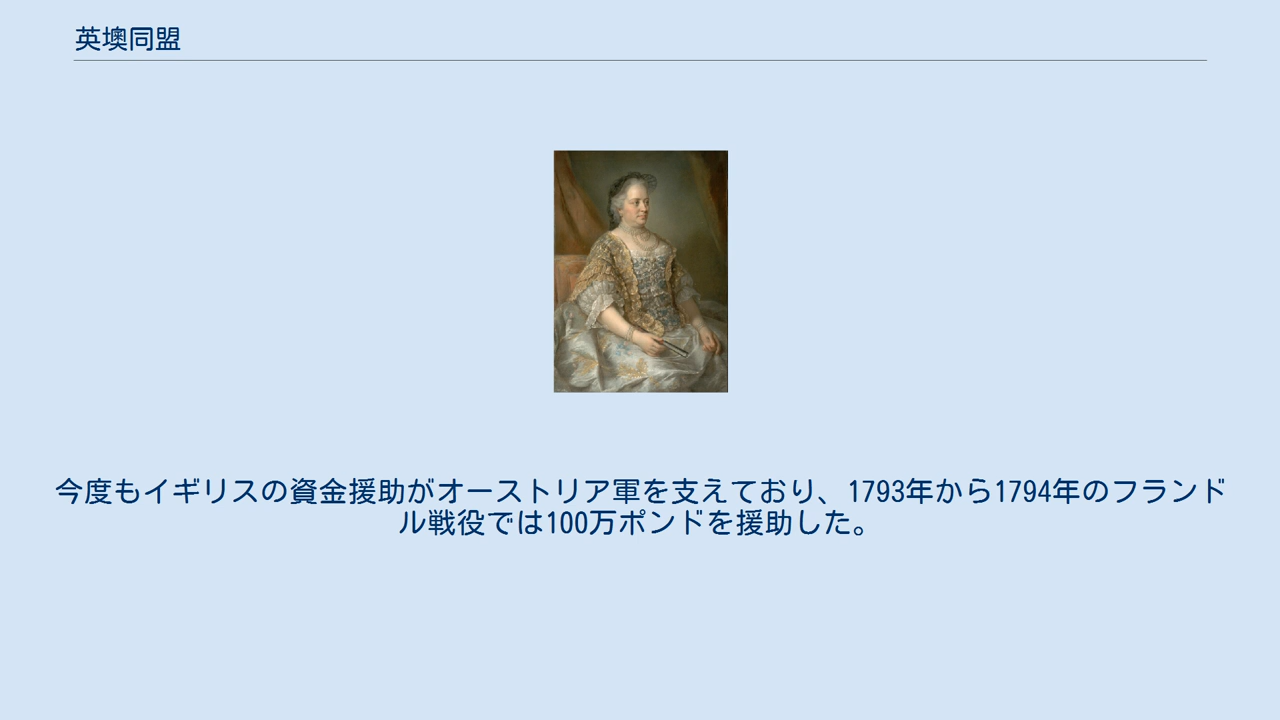 英墺同盟
今度もイギリスの資金援助がオーストリア軍を支えており、1793年から1794年のフランド
ル戦役では100万ポンドを援助した。